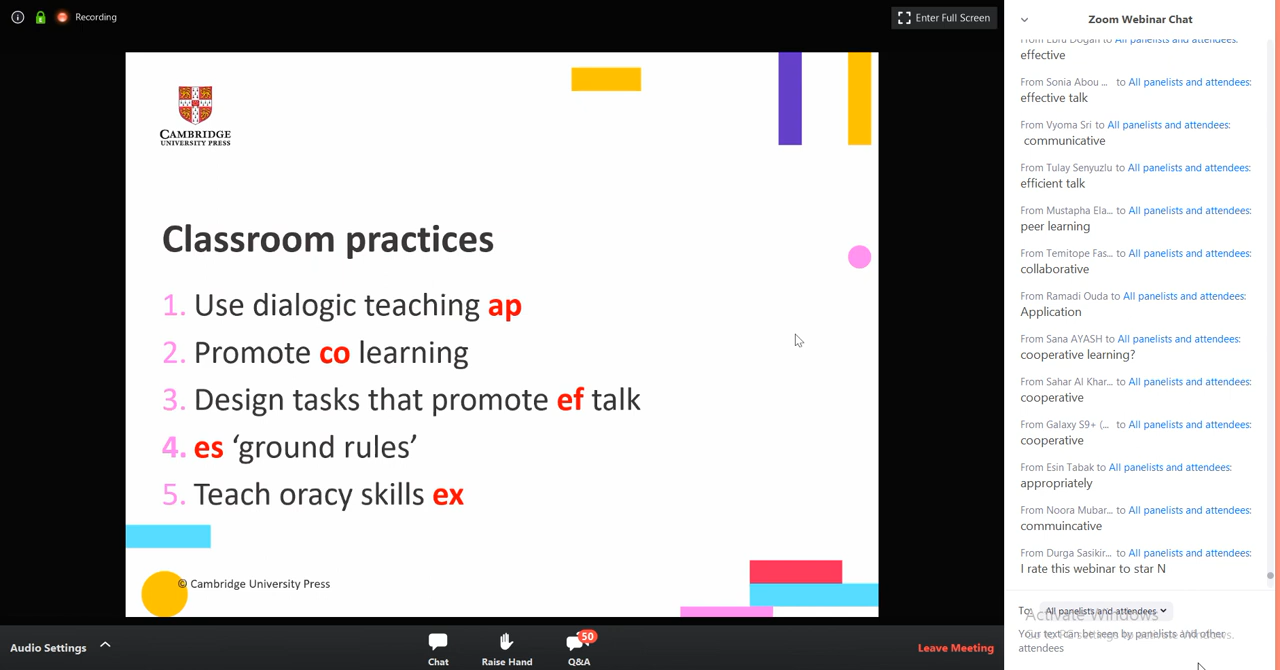 Recording
Enter Full Screen
CAMBRIDGE
UNIVERSITY PRESS
Classroom practices
1. Use dialogic teaching ap
2. Promote co learning
3. Design tasks that promote ef talk
4. es ‘ground rules’
5. Teach oracy skills ex
© Cambridge University Press
Audio Settings
Chat
Raise Hand
50
Q&A
Leave Meeting
Zoom Webinar Chat
From Ebru Dogan to All panelists and attendees:
effective
From Sonia Abou ... to All panelists and attendees:
effective talk
From Vyoma Sri to All panelists and attendees:
communicative
From Tulay Senyuzlu to All panelists and attendees:
efficient talk
From Mustapha Ela... to All panelists and attendees:
peer learning
From Temitope Fas... to All panelists and attendees:
collaborative
From Ramadi Ouda to All panelists and attendees:
Application
From Sana AYASH to All panelists and attendees:
cooperative learning?
From Sahar Al Khar... to All panelists and attendees:
cooperative
From Galaxy S9+ (... to All panelists and attendees:
cooperative
From Esin Tabak to All panelists and attendees:
appropriately
From Noora Mubar... to All panelists and attendees:
commuincative
From Durga Sasikir... to All panelists and attendees:
I rate this webinar to star N
To: All panelists and attendees
Activate Windows
Your text can be seen by panelists and other
attendees